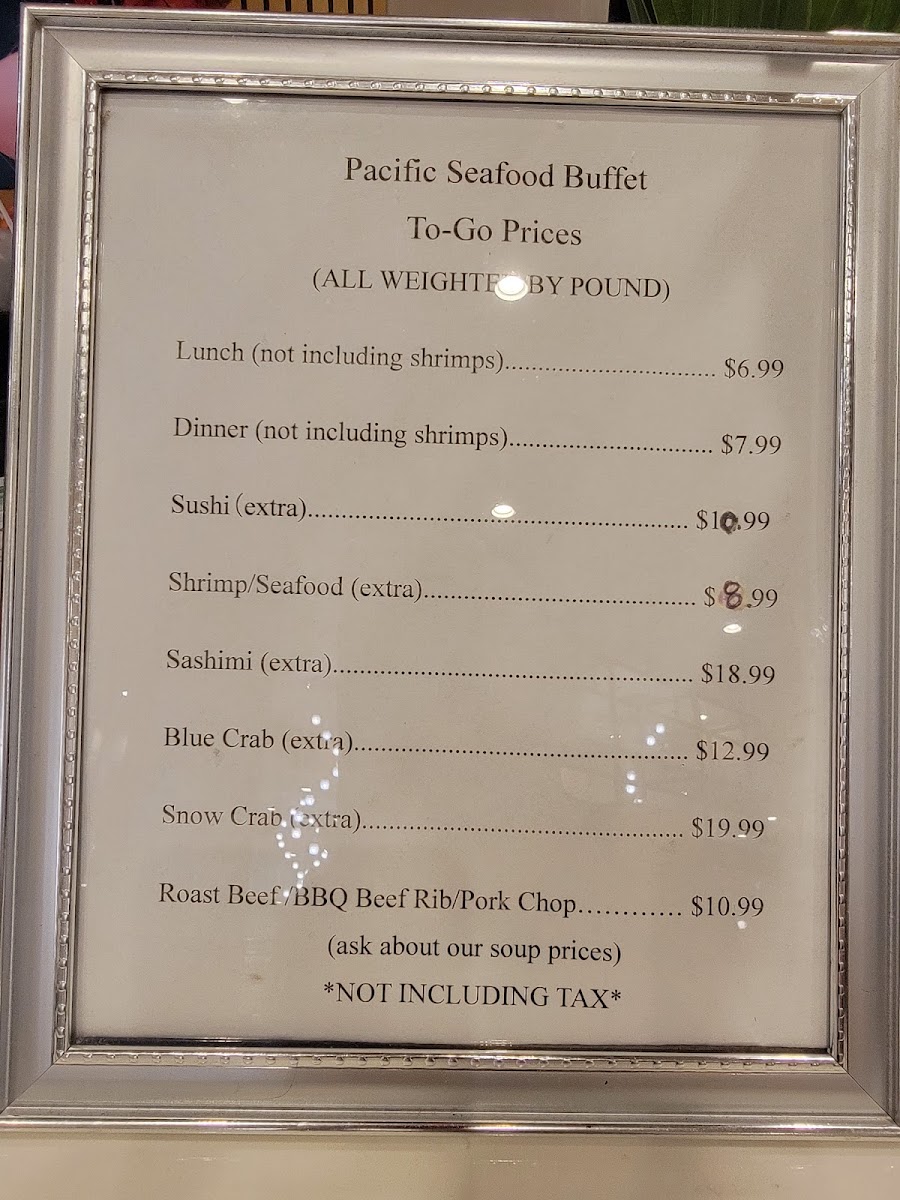 Pacific Seafood Buffet
To-Go Prices
(ALL WEIGHTED BY POUND)
Lunch (not including shrimps)................................ $6.99
Dinner (not including shrimps)............................... $7.99
Sushi (extra).......................................................... $10.99
Shrimp/Seafood (extra)......................................... $8.99
Sashimi (extra)....................................................... $18.99
Blue Crab (extra)................................................... $12.99
Snow Crab (extra)................................................. $19.99
Roast Beef/BBQ Beef Rib/Pork Chop............ $10.99
(ask about our soup prices)
*NOT INCLUDING TAX*